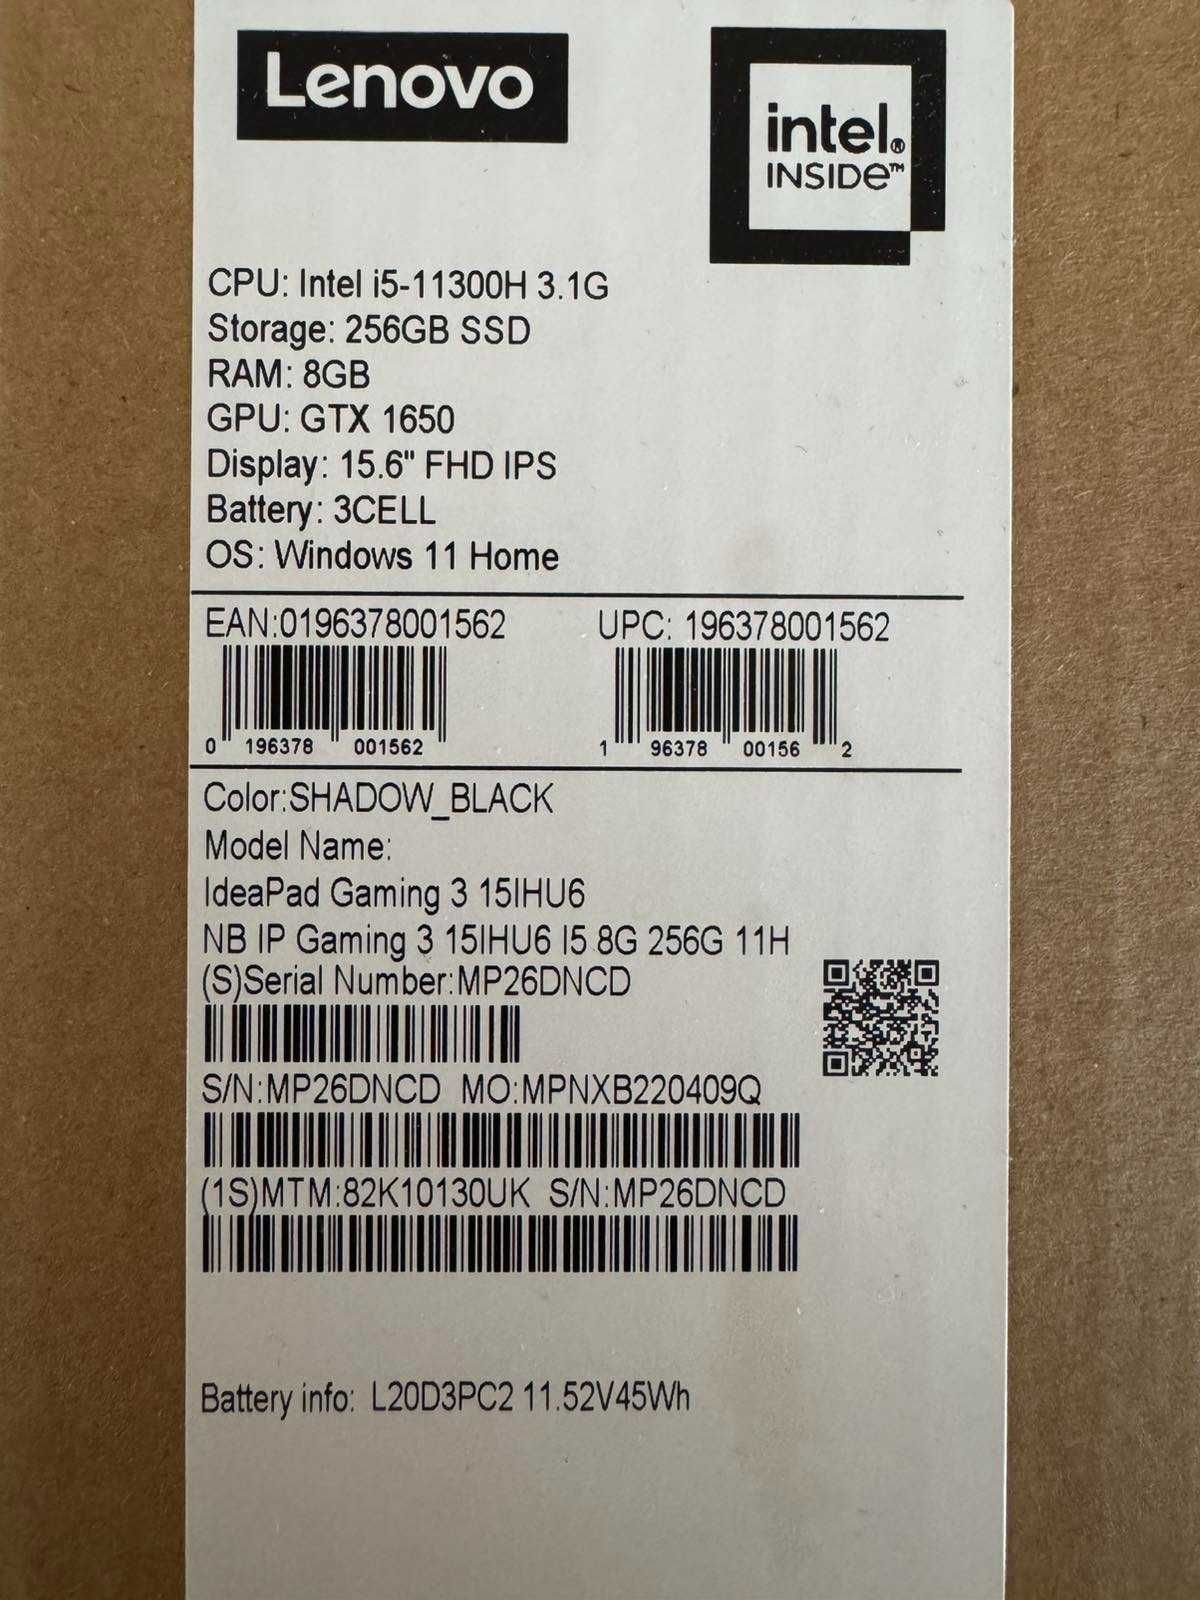 Lenovo
intel®
INSIDe™
CPU: Intel i5-11300H 3.1G
Storage: 256GB SSD
RAM: 8GB
GPU: GTX 1650
Display: 15.6" FHD IPS
Battery: 3CELL
OS: Windows 11 Home
EAN:0196378001562 UPC: 196378001562
0 196378 001562 1 96378 00156 2
Color:SHADOW_BLACK
Model Name:
IdeaPad Gaming 3 15IHU6
NB IP Gaming 3 15IHU6 I5 8G 256G 11H
(S)Serial Number:MP26DNCD
S/N:MP26DNCD MO:MPNXB220409Q
(1S)MTM:82K10130UK S/N:MP26DNCD
Battery info: L20D3PC2 11.52V45Wh